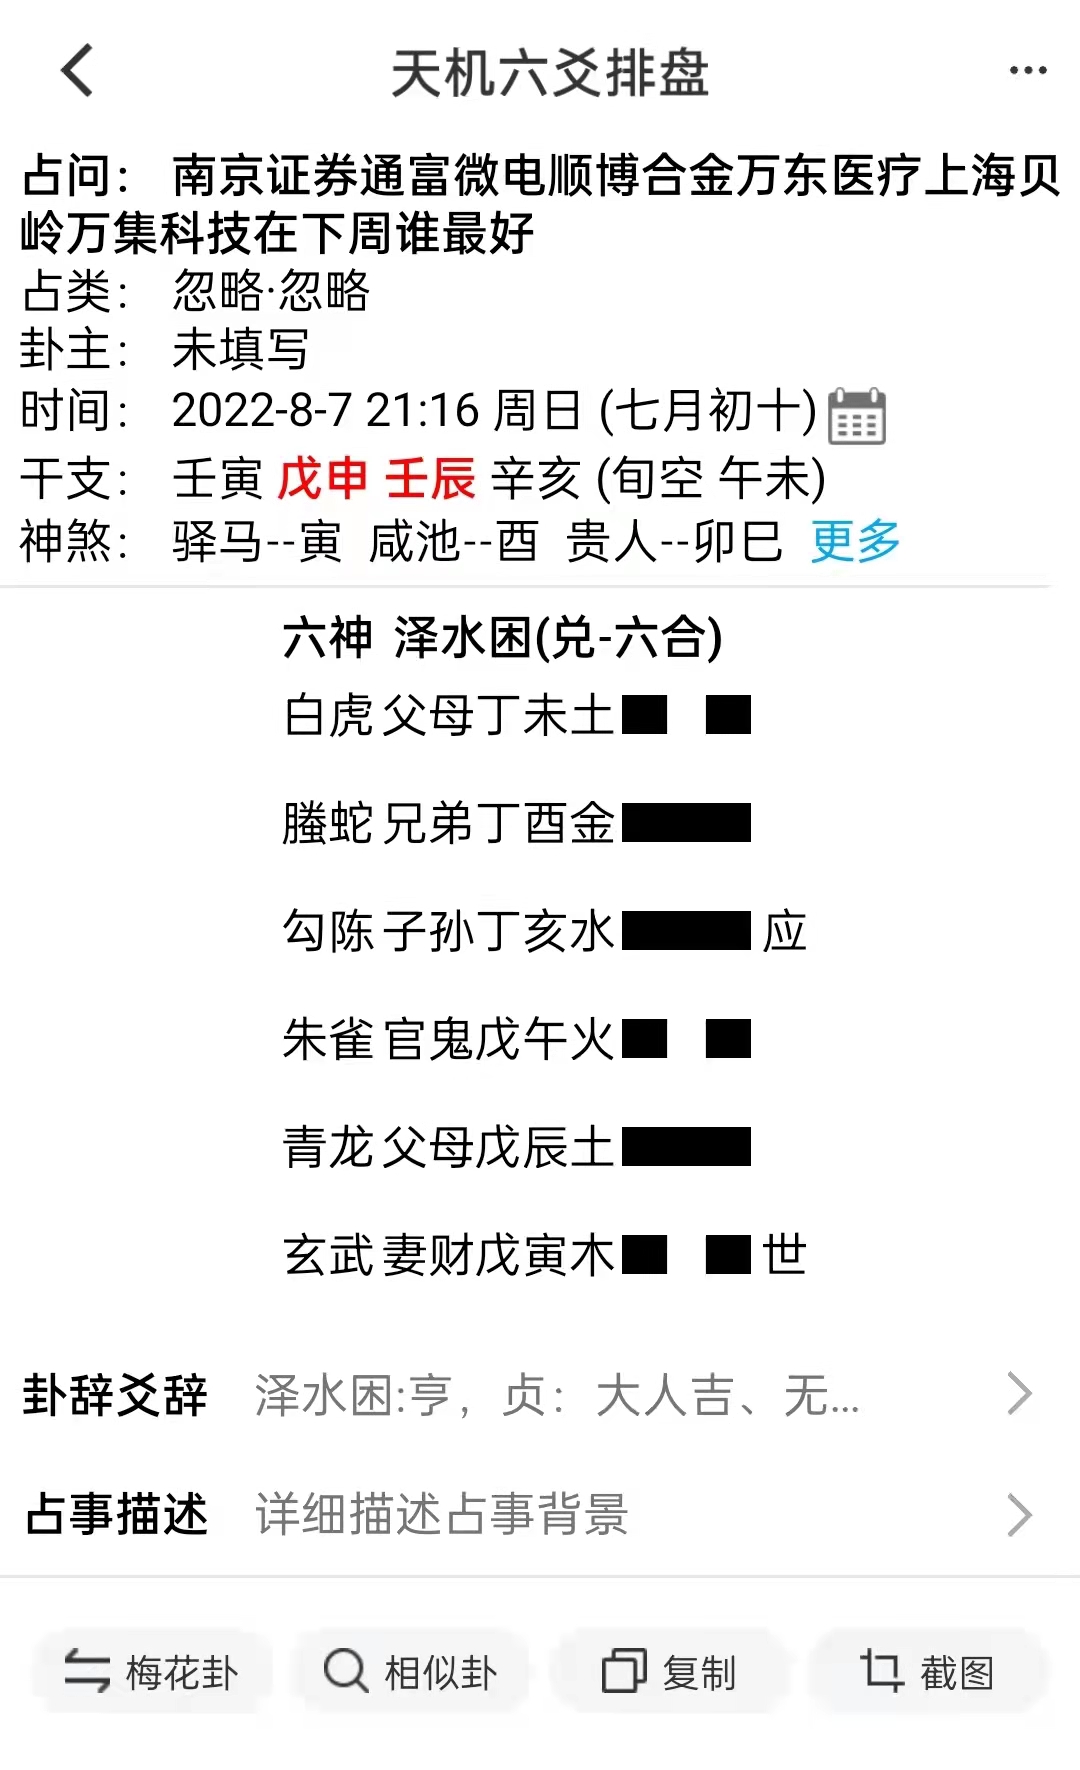 天机六爻排盘
占问： 南京证券通富微电顺博合金万东医疗上海贝
岭万集科技在下周谁最好
占类： 忽略·忽略
卦主： 未填写
时间： 2022-8-7 21:16 周日 (七月初十)
干支： 壬寅 戊申 壬辰 辛亥 (旬空 午未)
神煞： 驿马--寅 咸池--酉 贵人--卯巳 更多
六神 泽水困(兑-六合)
白虎 父母丁未土
螣蛇 兄弟丁酉金
勾陈 子孙丁亥水 应
朱雀 官鬼戊午火
青龙 父母戊辰土
玄武 妻财戊寅木 世
卦辞爻辞 泽水困:亨，贞：大人吉、无...
占事描述 详细描述占事背景
梅花卦 相似卦 复制 截图